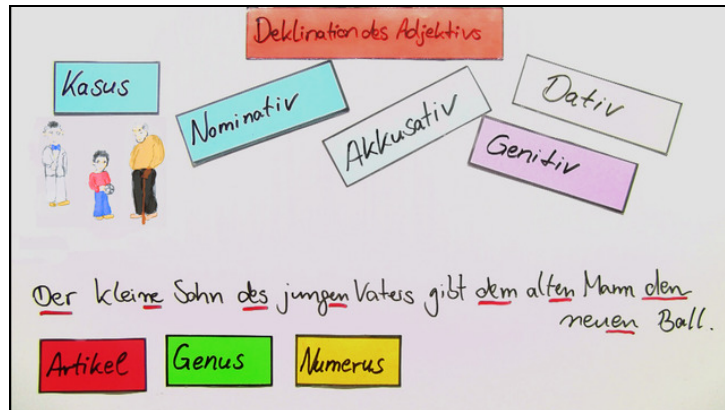 Deklination des Adjektivs
Kasus
Nominativ
Akkusativ
Dativ
Genitiv
Der kleine Sohn des jungen Vaters gibt dem alten Mann den
neuen Ball.
Artikel
Genus
Numerus